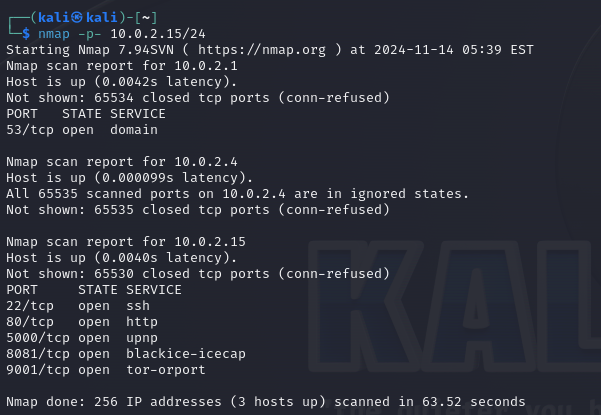 ┌──(kali㉿kali)-[~]
└─$ nmap -p- 10.0.2.15/24
Starting Nmap 7.94SVN ( https://nmap.org ) at 2024-11-14 05:39 EST
Nmap scan report for 10.0.2.1
Host is up (0.0042s latency).
Not shown: 65534 closed tcp ports (conn-refused)
PORT   STATE SERVICE
53/tcp open  domain

Nmap scan report for 10.0.2.4
Host is up (0.000099s latency).
All 65535 scanned ports on 10.0.2.4 are in ignored states.
Not shown: 65535 closed tcp ports (conn-refused)

Nmap scan report for 10.0.2.15
Host is up (0.0040s latency).
Not shown: 65530 closed tcp ports (conn-refused)
PORT     STATE SERVICE
22/tcp   open  ssh
80/tcp   open  http
5000/tcp open  upnp
8081/tcp open  blackice-icecap
9001/tcp open  tor-orport

Nmap done: 256 IP addresses (3 hosts up) scanned in 63.52 seconds
KAL